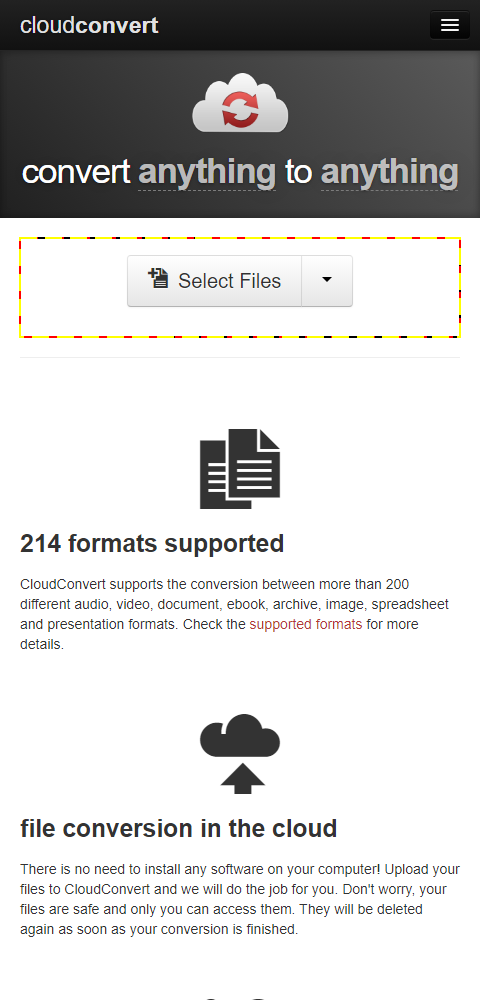 cloudconvert
convert anything to anything
Select Files
214 formats supported
CloudConvert supports the conversion between more than 200
different audio, video, document, ebook, archive, image, spreadsheet
and presentation formats. Check the supported formats for more
details.
file conversion in the cloud
There is no need to install any software on your computer! Upload your
files to CloudConvert and we will do the job for you. Don't worry, your
files are safe and only you can access them. They will be deleted
again as soon as your conversion is finished.